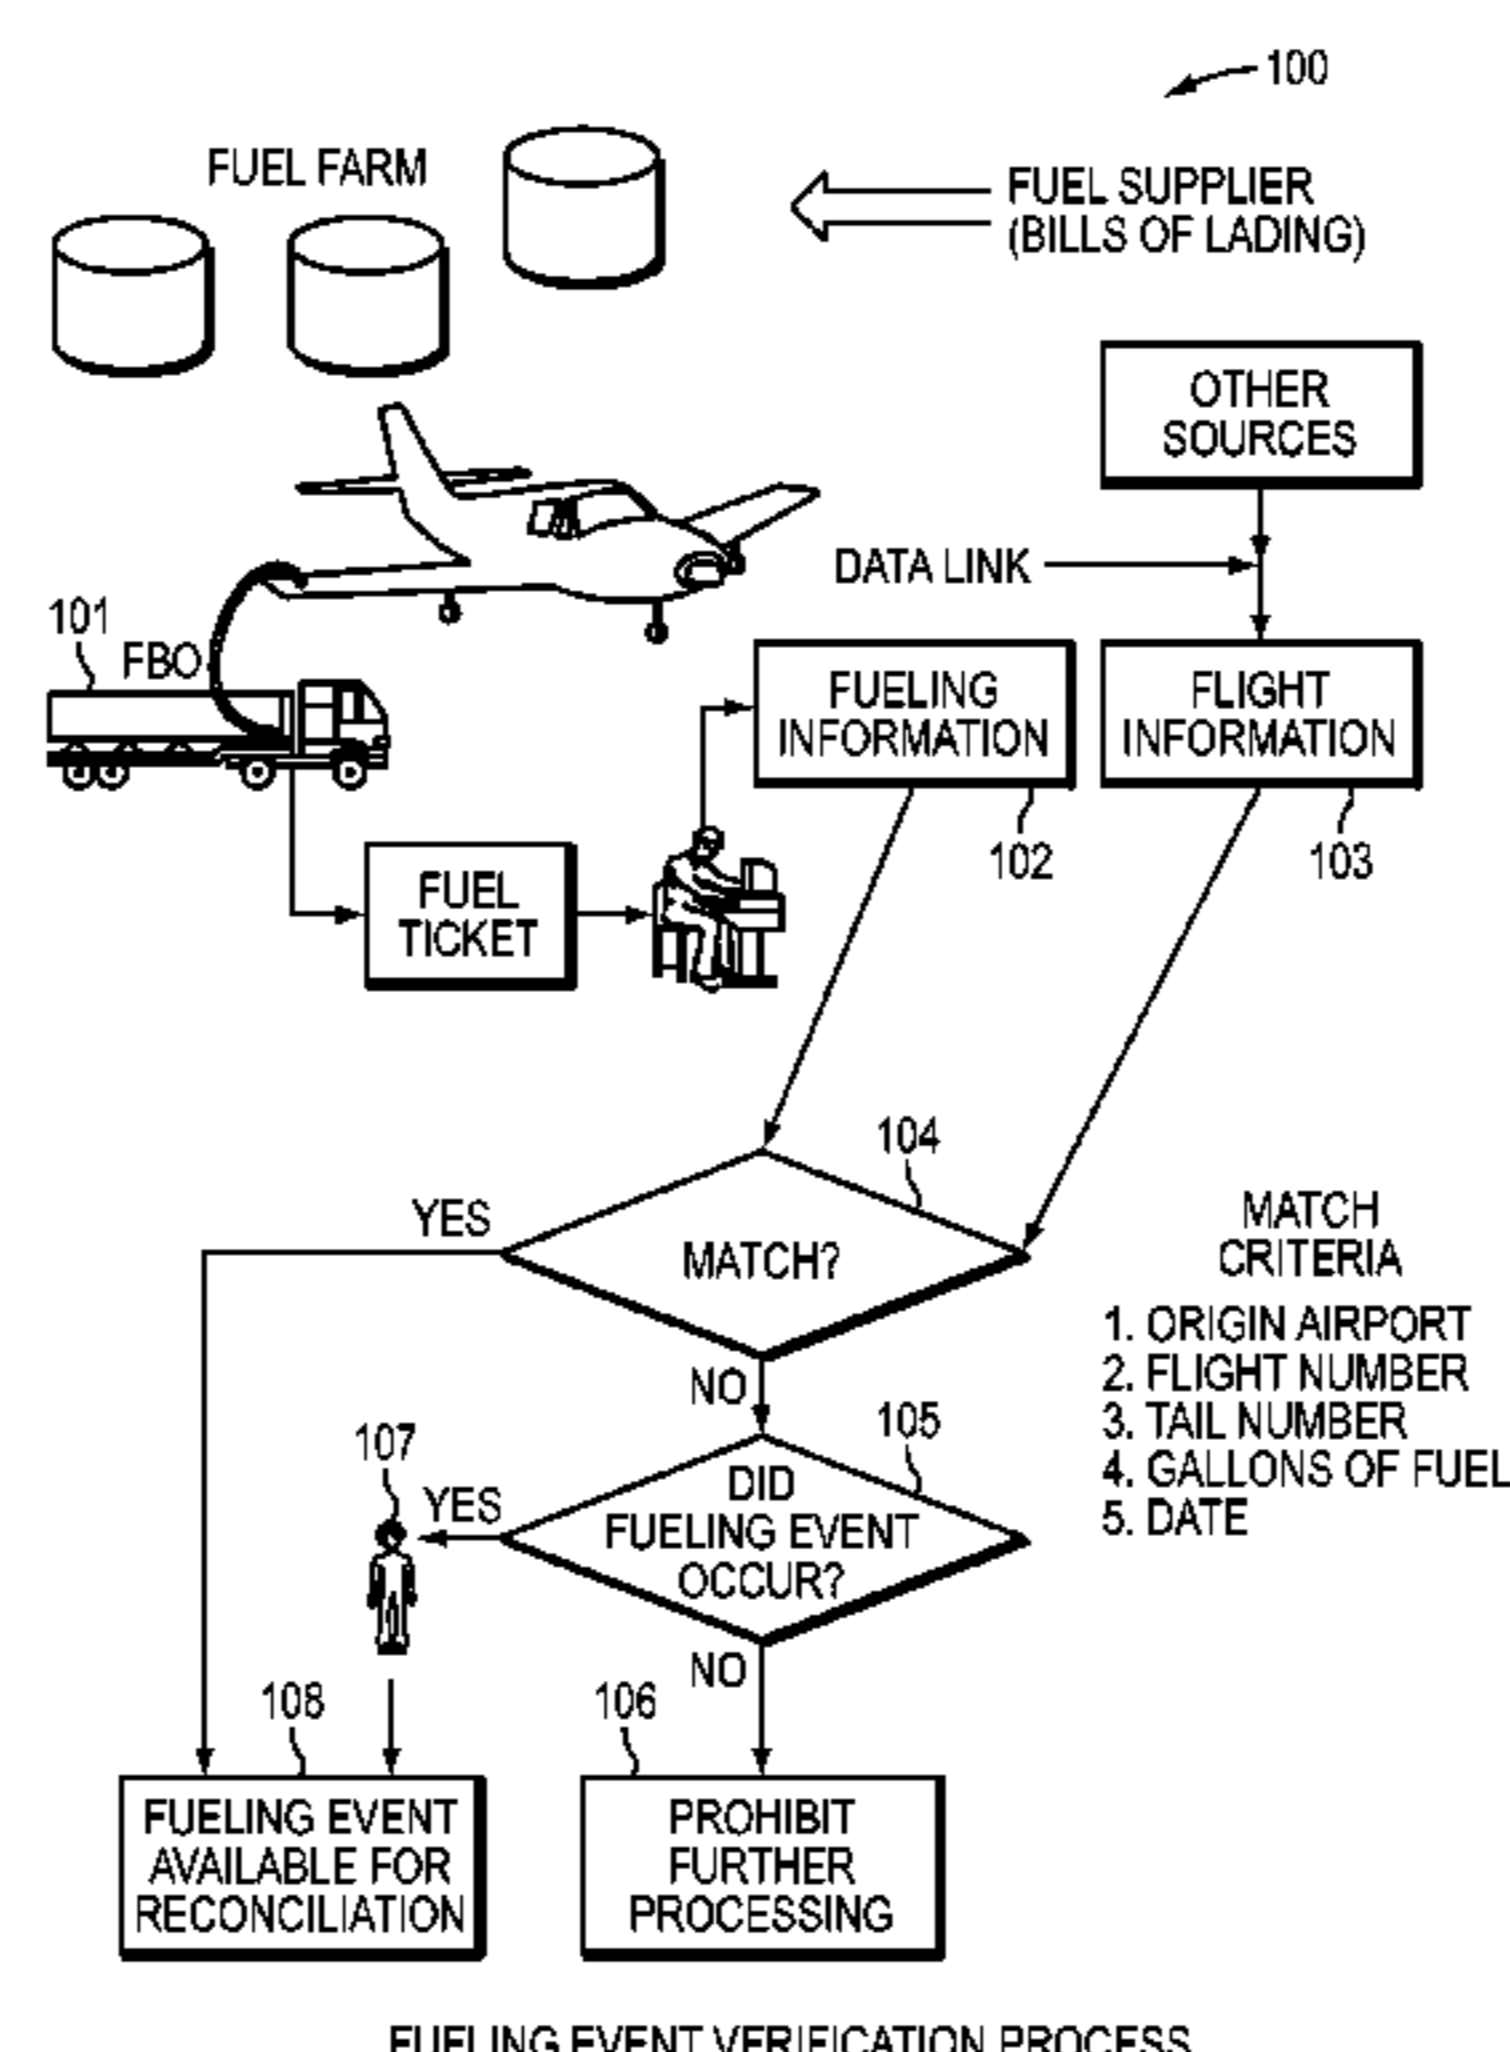 100
FUEL FARM
FUEL SUPPLIER
(BILLS OF LADING)
OTHER
SOURCES
DATA LINK
101
FBO
FUELING
INFORMATION
FLIGHT
INFORMATION
102
103
FUEL
TICKET
104
YES
MATCH?
MATCH
CRITERIA
1. ORIGIN AIRPORT
2. FLIGHT NUMBER
3. TAIL NUMBER
4. GALLONS OF FUEL
5. DATE
NO
105
107
YES
DID
FUELING EVENT
OCCUR?
NO
108
106
FUELING EVENT
AVAILABLE FOR
RECONCILIATION
PROHIBIT
FURTHER
PROCESSING
FUELING EVENT VERIFICATION PROCESS